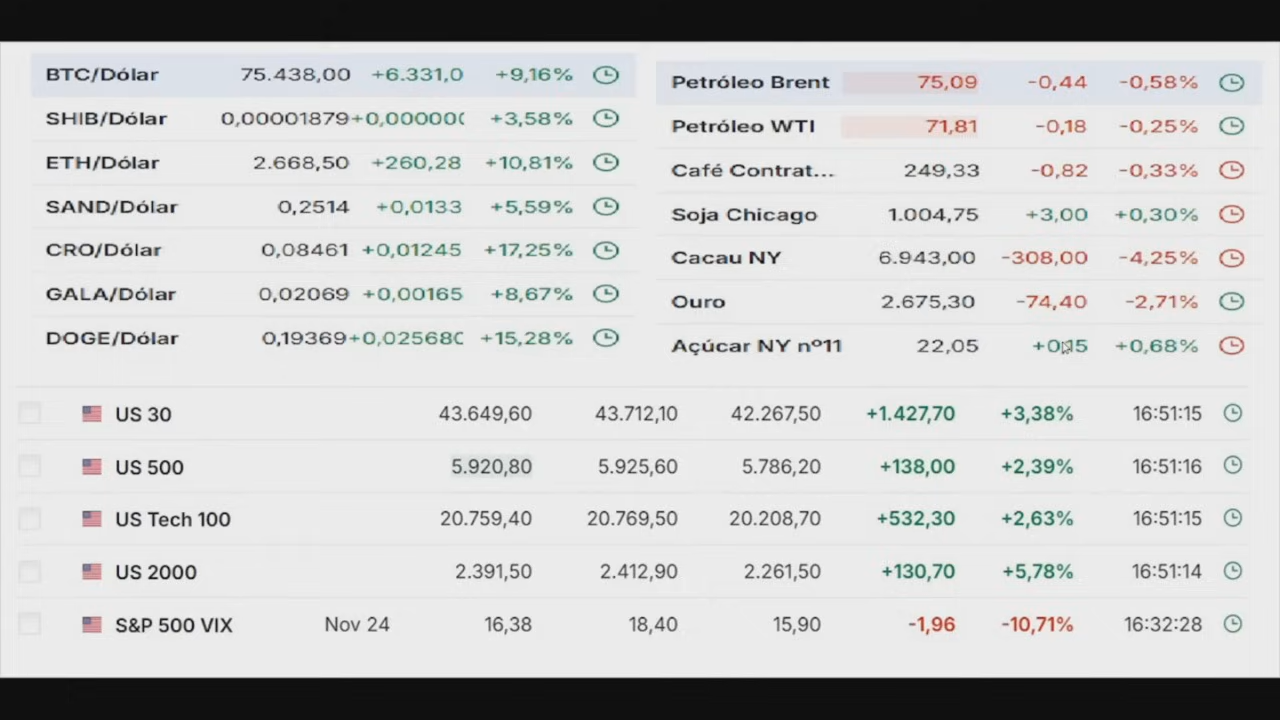 BTC/Dólar 75.438,00 +6.331,0 +9,16%
SHIB/Dólar 0,00001879 +0,000000 +3,58%
ETH/Dólar 2.668,50 +260,28 +10,81%
SAND/Dólar 0,2514 +0,0133 +5,59%
CRO/Dólar 0,08461 +0,01245 +17,25%
GALA/Dólar 0,02069 +0,00165 +8,67%
DOGE/Dólar 0,19369 +0,025680 +15,28%
Petróleo Brent 75,09 -0,44 -0,58%
Petróleo WTI 71,81 -0,18 -0,25%
Café Contrat... 249,33 -0,82 -0,33%
Soja Chicago 1.004,75 +3,00 +0,30%
Cacau NY 6.943,00 -308,00 -4,25%
Ouro 2.675,30 -74,40 -2,71%
Açúcar NY nº11 22,05 +0,15 +0,68%
US 30 43.649,60 43.712,10 42.267,50 +1.427,70 +3,38% 16:51:15
US 500 5.920,80 5.925,60 5.786,20 +138,00 +2,39% 16:51:16
US Tech 100 20.759,40 20.769,50 20.208,70 +532,30 +2,63% 16:51:15
US 2000 2.391,50 2.412,90 2.261,50 +130,70 +5,78% 16:51:14
S&P 500 VIX Nov 24 16,38 18,40 15,90 -1,96 -10,71% 16:32:28